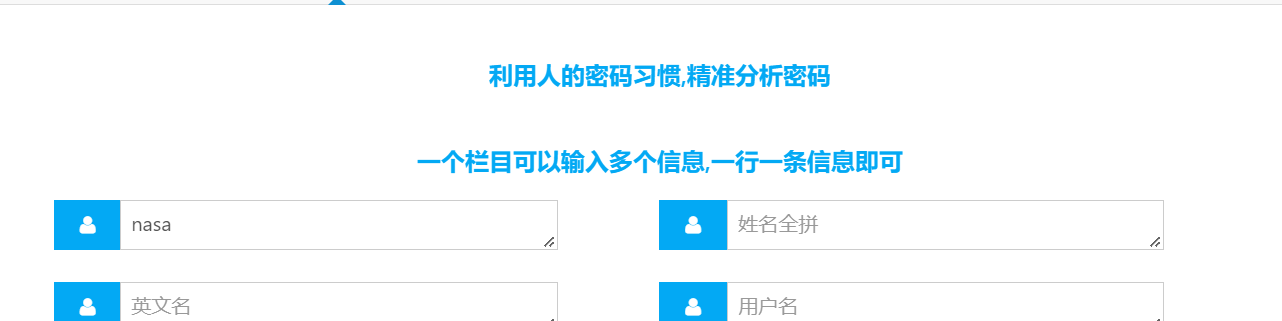 利用人的密码习惯,精准分析密码
一个栏目可以输入多个信息,一行一条信息即可
nasa
姓名全拼
英文名
用户名